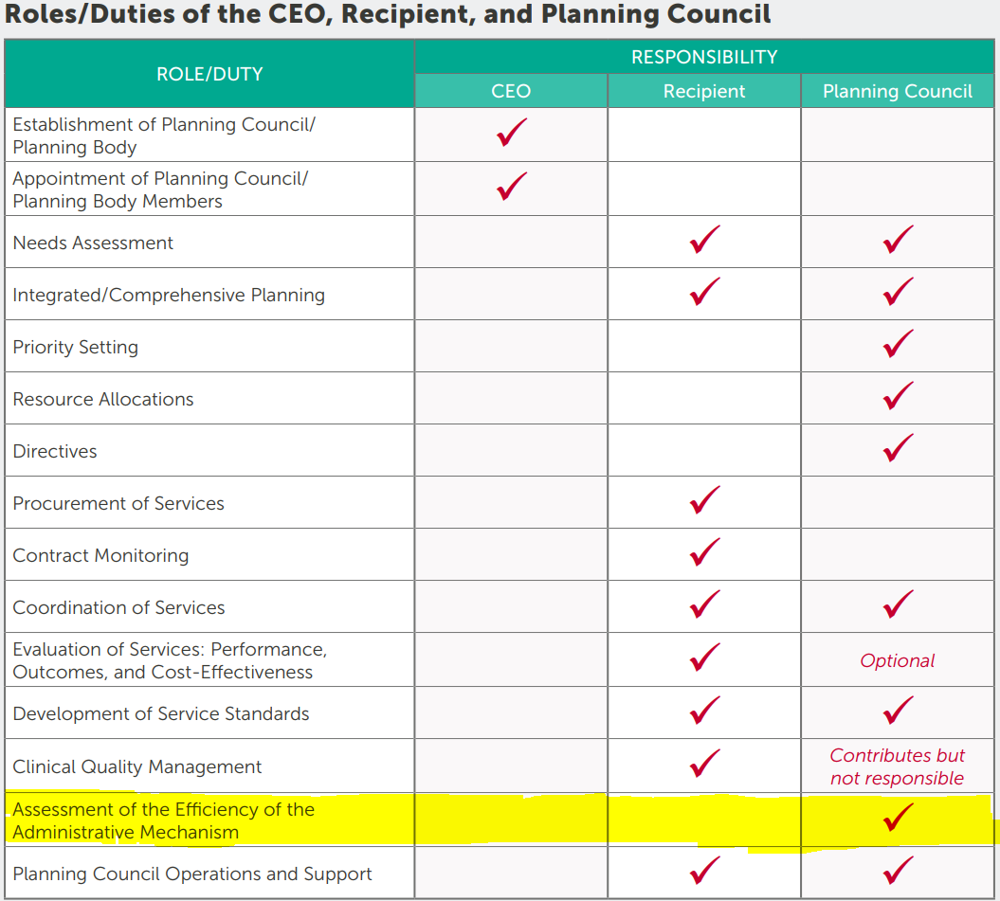 Roles/Duties of the CEO, Recipient, and Planning Council
ROLE/DUTY
RESPONSIBILITY
CEO
Recipient
Planning Council
Establishment of Planning Council/
Planning Body
Appointment of Planning Council/
Planning Body Members
Needs Assessment
Integrated/Comprehensive Planning
Priority Setting
Resource Allocations
Directives
Procurement of Services
Contract Monitoring
Coordination of Services
Evaluation of Services: Performance,
Outcomes, and Cost-Effectiveness
Optional
Development of Service Standards
Clinical Quality Management
Contributes but
not responsible
Assessment of the Efficiency of the
Administrative Mechanism
Planning Council Operations and Support